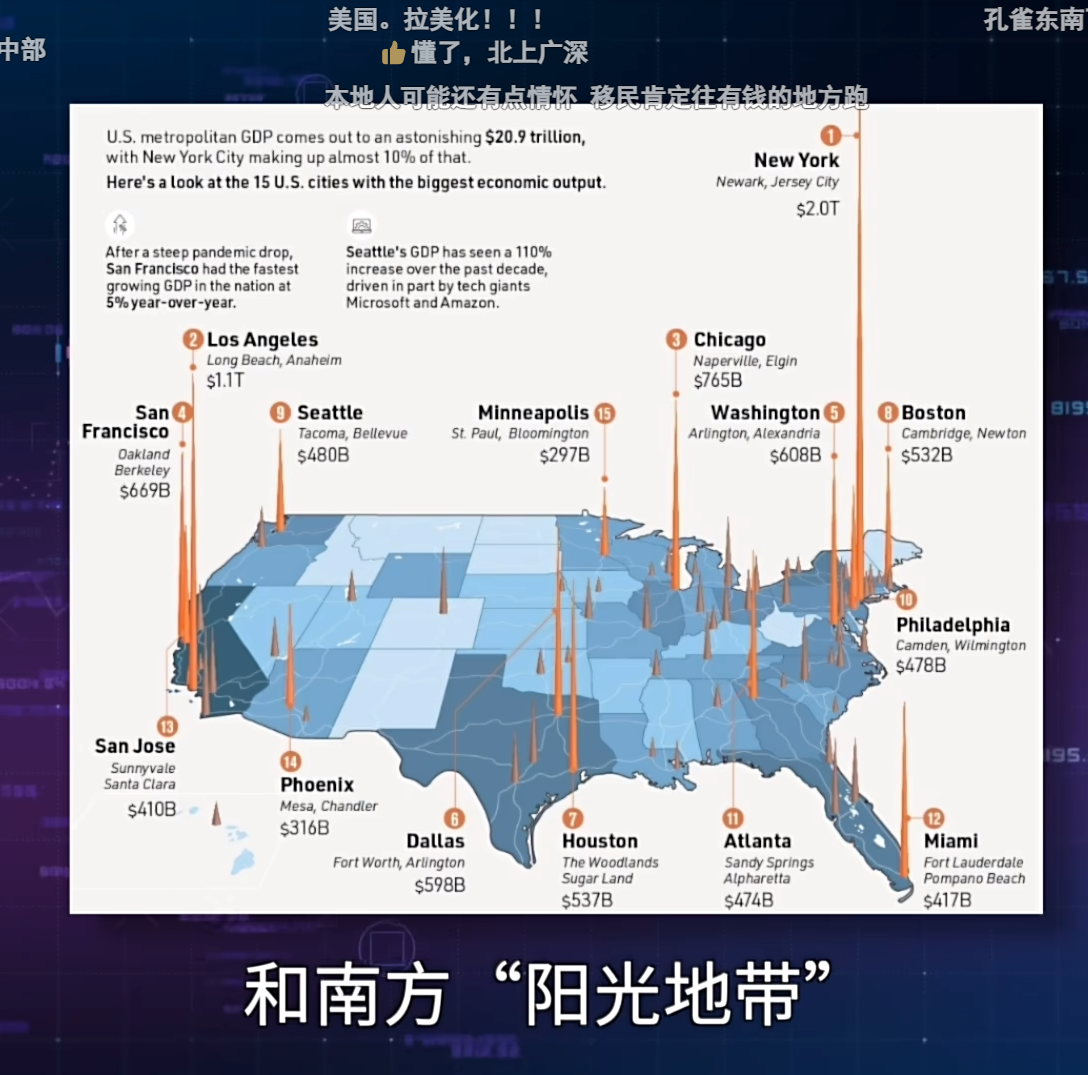 美国。拉美化！！！
孔雀东南
中部
👍懂了，北上广深
本地人可能还有点情怀 移民肯定往有钱的地方跑
U.S. metropolitan GDP comes out to an astonishing $20.9 trillion,
with New York City making up almost 10% of that.
Here's a look at the 15 U.S. cities with the biggest economic output.
1
New York
Newark, Jersey City
$2.0T
After a steep pandemic drop,
San Francisco had the fastest
growing GDP in the nation at
5% year-over-year.
Seattle's GDP has seen a 110%
increase over the past decade,
driven in part by tech giants
Microsoft and Amazon.
2 Los Angeles
Long Beach, Anaheim
$1.1T
3 Chicago
Naperville, Elgin
$765B
San 4
Francisco
Oakland
Berkeley
$669B
9 Seattle
Tacoma, Bellevue
$480B
Minneapolis 15
St. Paul, Bloomington
$297B
Washington 5
Arlington, Alexandria
$608B
8 Boston
Cambridge, Newton
$532B
10
Philadelphia
Camden, Wilmington
$478B
13
San Jose
Sunnyvale
Santa Clara
$410B
14
Phoenix
Mesa, Chandler
$316B
6
Dallas
Fort Worth, Arlington
$598B
7
Houston
The Woodlands
Sugar Land
$537B
11
Atlanta
Sandy Springs
Alpharetta
$474B
12
Miami
Fort Lauderdale
Pompano Beach
$417B
和南方“阳光地带”